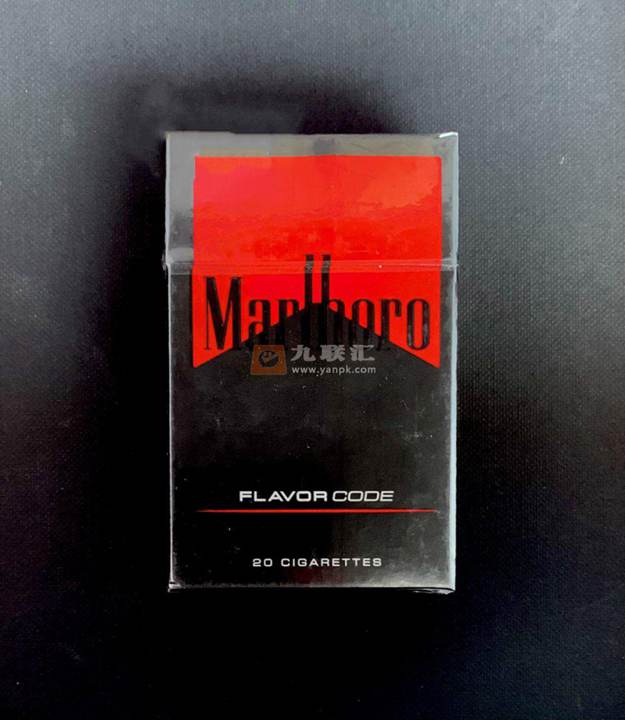 Marlboro
九联汇
www.yanpk.com
FLAVOR CODE
20 CIGARETTES